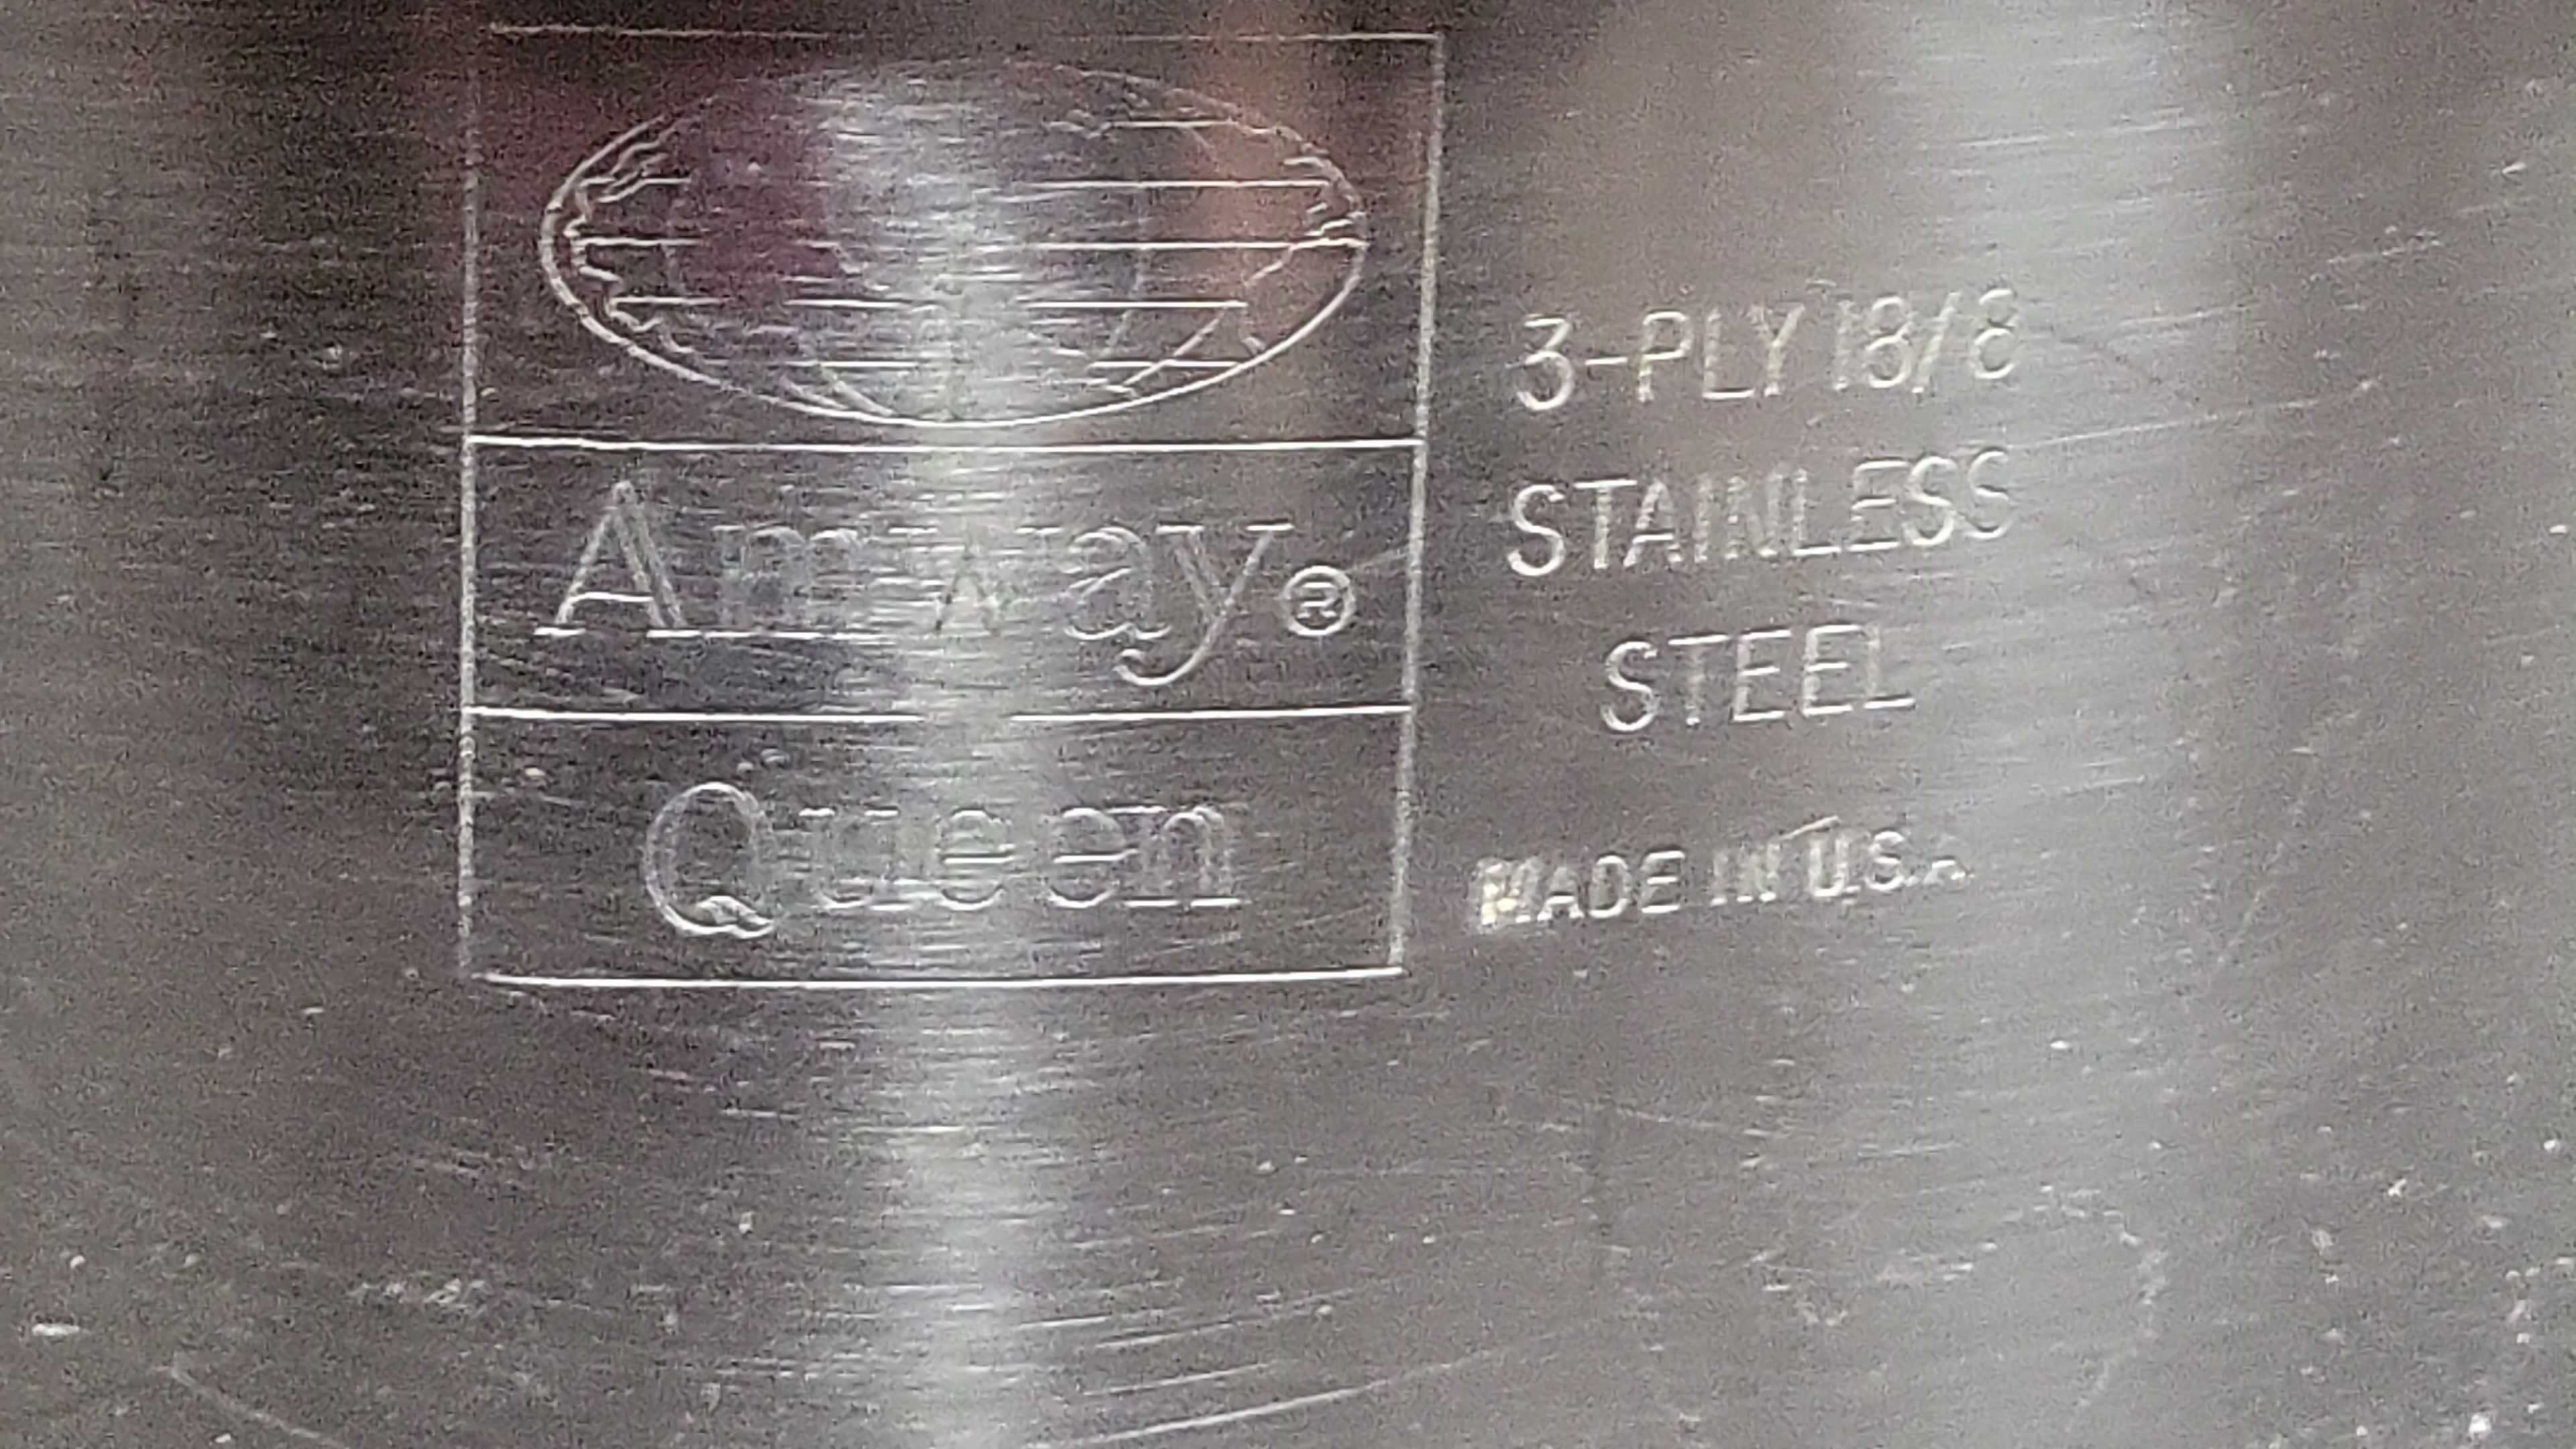 Amway®
Queen
3-PLY 18/8
STAINLESS
STEEL
MADE IN U.S.A.